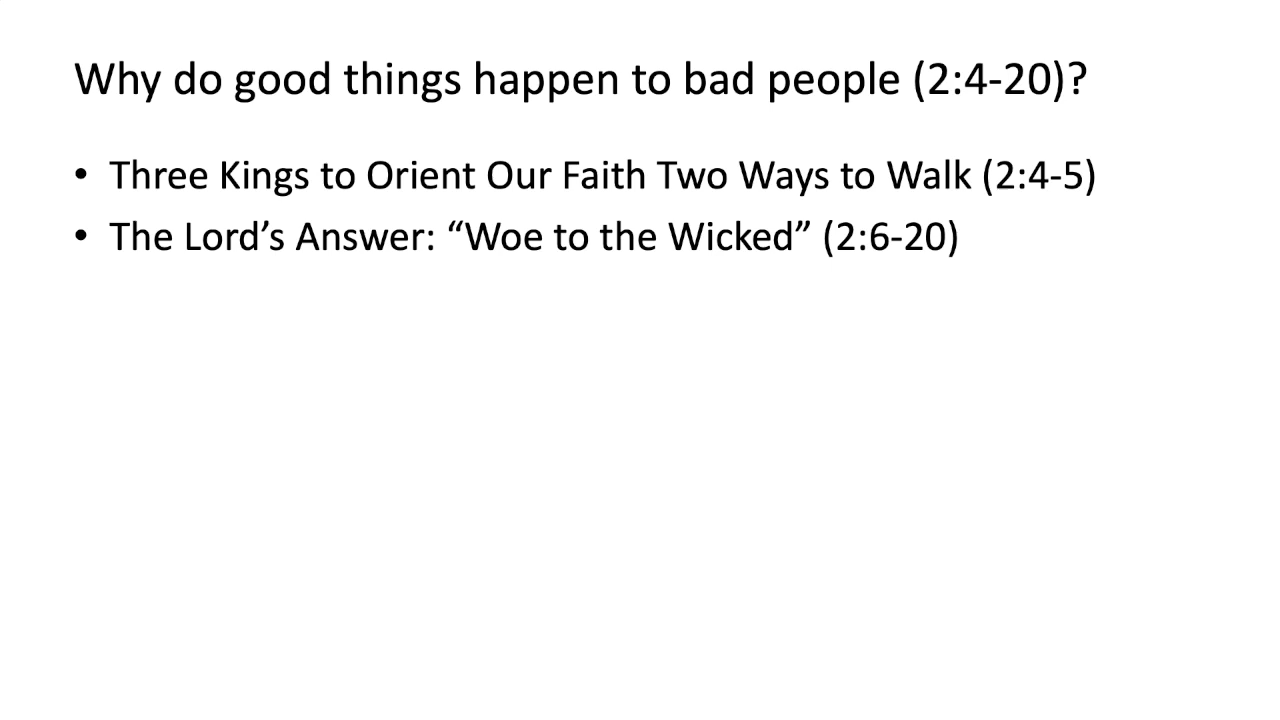 Why do good things happen to bad people (2:4-20)?
• Three Kings to Orient Our Faith Two Ways to Walk (2:4-5)
• The Lord’s Answer: “Woe to the Wicked” (2:6-20)